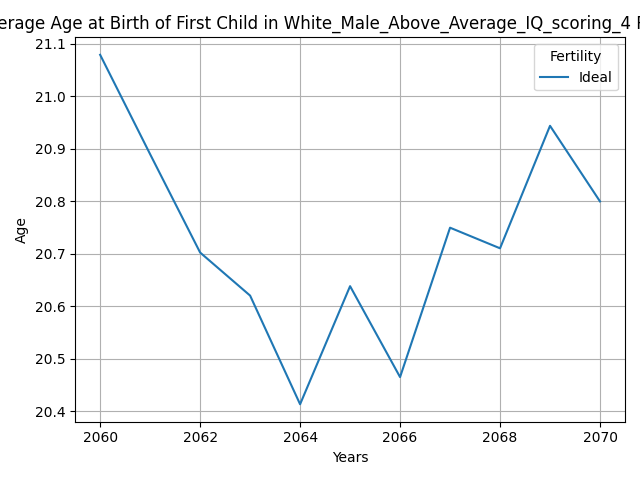 erage Age at Birth of First Child in White_Male_Above_Average_IQ_scoring_4
Fertility
Ideal
21.1
21.0
20.9
20.8
20.7
20.6
20.5
20.4
Age
2060 2062 2064 2066 2068 2070
Years